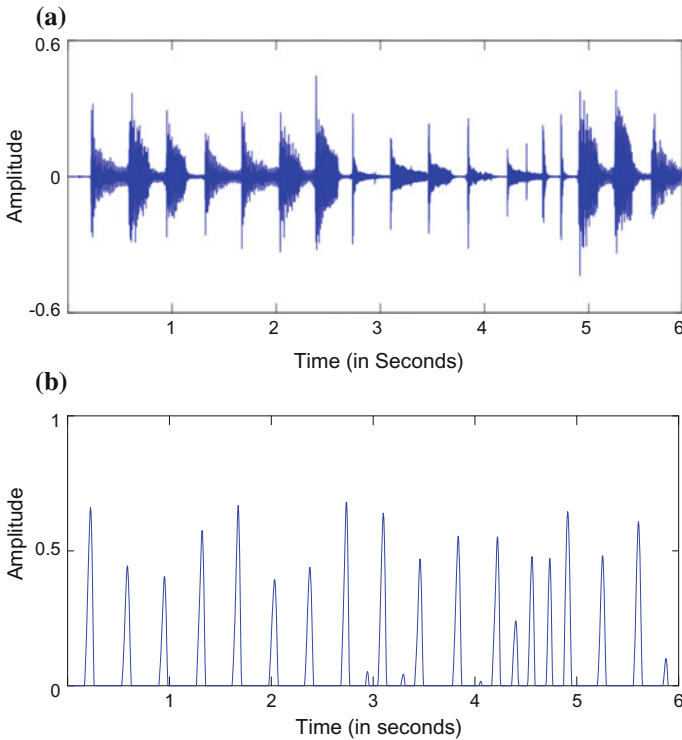 (a)
0.6
Amplitude
0
-0.6
1 2 3 4 5 6
Time (in Seconds)
(b)
1
Amplitude
0.5
0
1 2 3 4 5 6
Time (in seconds)